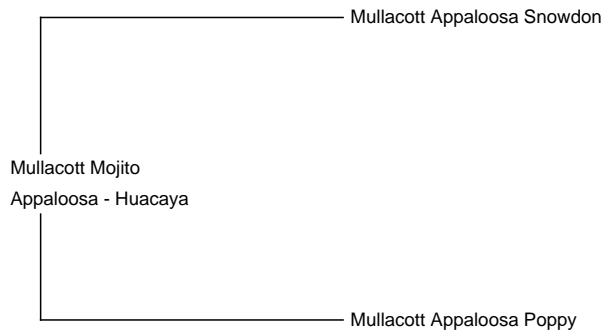 Mullacott Appaloosa Snowdon
Mullacott Mojito
Appaloosa - Huacaya
Mullacott Appaloosa Poppy